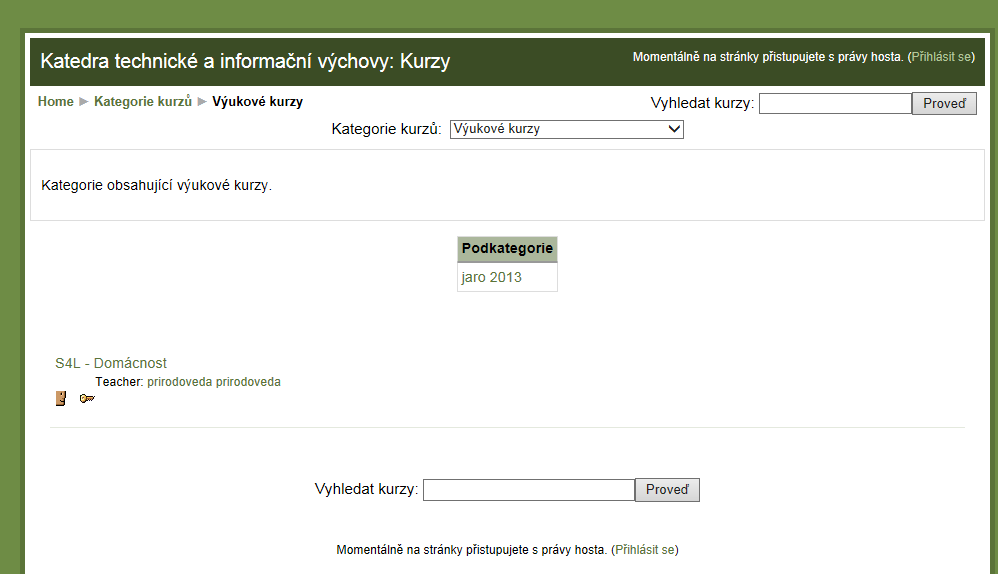 Katedra technické a informační výchovy: Kurzy
Momentálně na stránky přistupujete s právy hosta. (Přihlásit se)
Home ► Kategorie kurzů ► Výukové kurzy
Vyhledat kurzy: Proveď
Kategorie kurzů: Výukové kurzy
Kategorie obsahující výukové kurzy.
Podkategorie
jaro 2013
S4L - Domácnost
Teacher: prirodoveda prirodoveda
Vyhledat kurzy: Proveď
Momentálně na stránky přistupujete s právy hosta. (Přihlásit se)